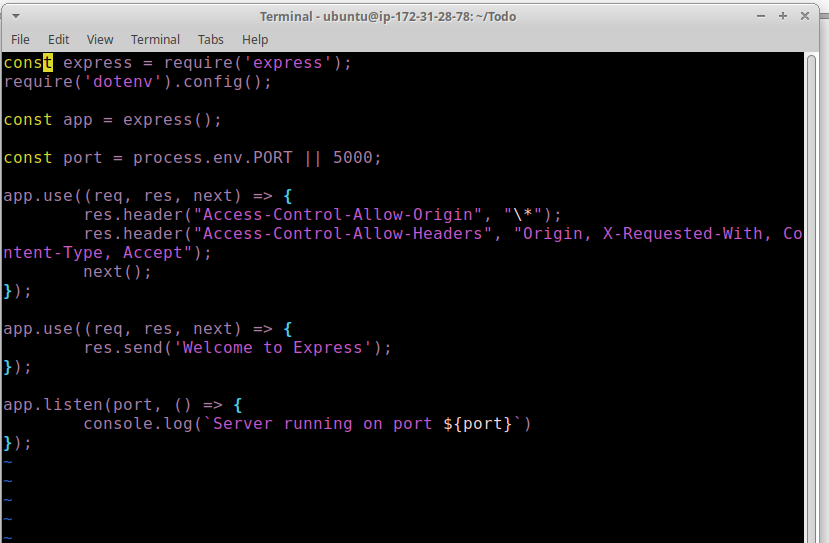 Terminal - ubuntu@ip-172-31-28-78: ~/Todo
File Edit View Terminal Tabs Help
const express = require('express');
require('dotenv').config();
const app = express();
const port = process.env.PORT || 5000;
app.use((req, res, next) => {
        res.header("Access-Control-Allow-Origin", "\*");
        res.header("Access-Control-Allow-Headers", "Origin, X-Requested-With, Co
ntent-Type, Accept");
        next();
});
app.use((req, res, next) => {
        res.send('Welcome to Express');
});
app.listen(port, () => {
        console.log(`Server running on port ${port}`)
});
~
~
~
~
~